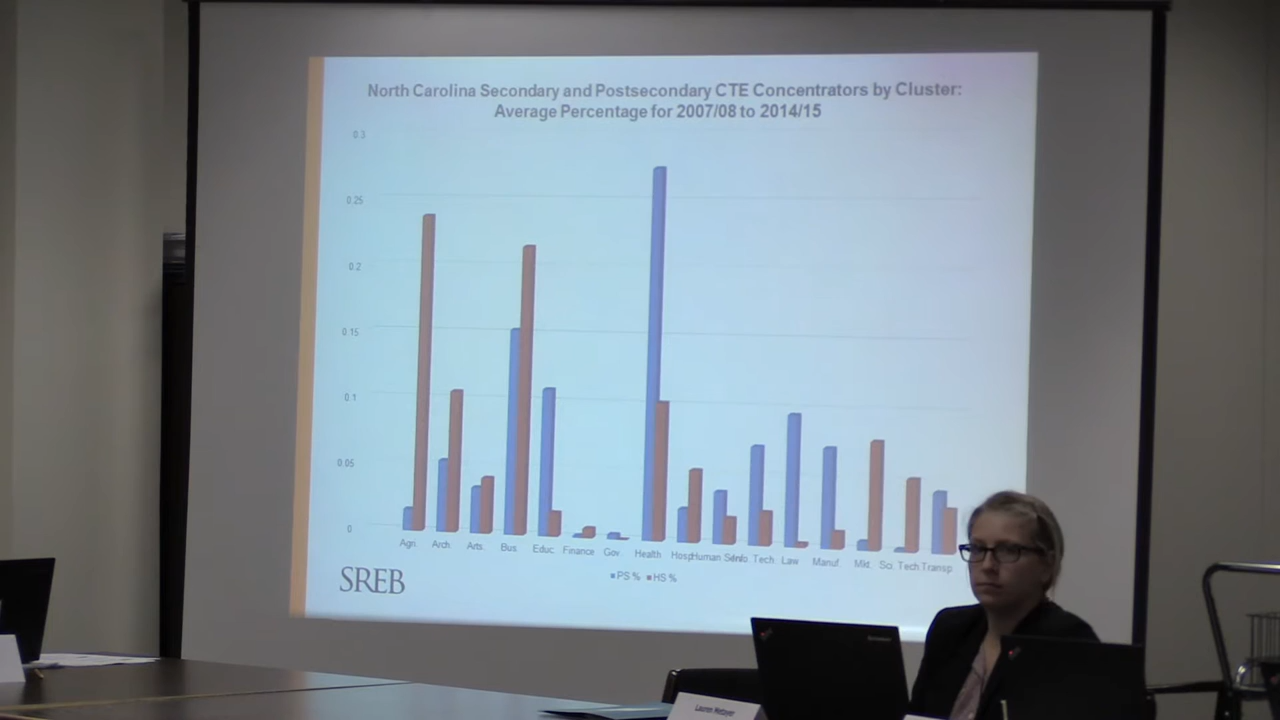 North Carolina Secondary and Postsecondary CTE Concentrators by Cluster:
Average Percentage for 2007/08 to 2014/15
0.3
0.25
0.2
0.15
0.1
0.05
0
Agri. Arch. Arts. Bus. Educ. Finance Gov. Health Hosp Human Info. Tech. Law Manuf. Mkt. Sci. Tech Transp
■PS % ■HS %
SREB
Lauren